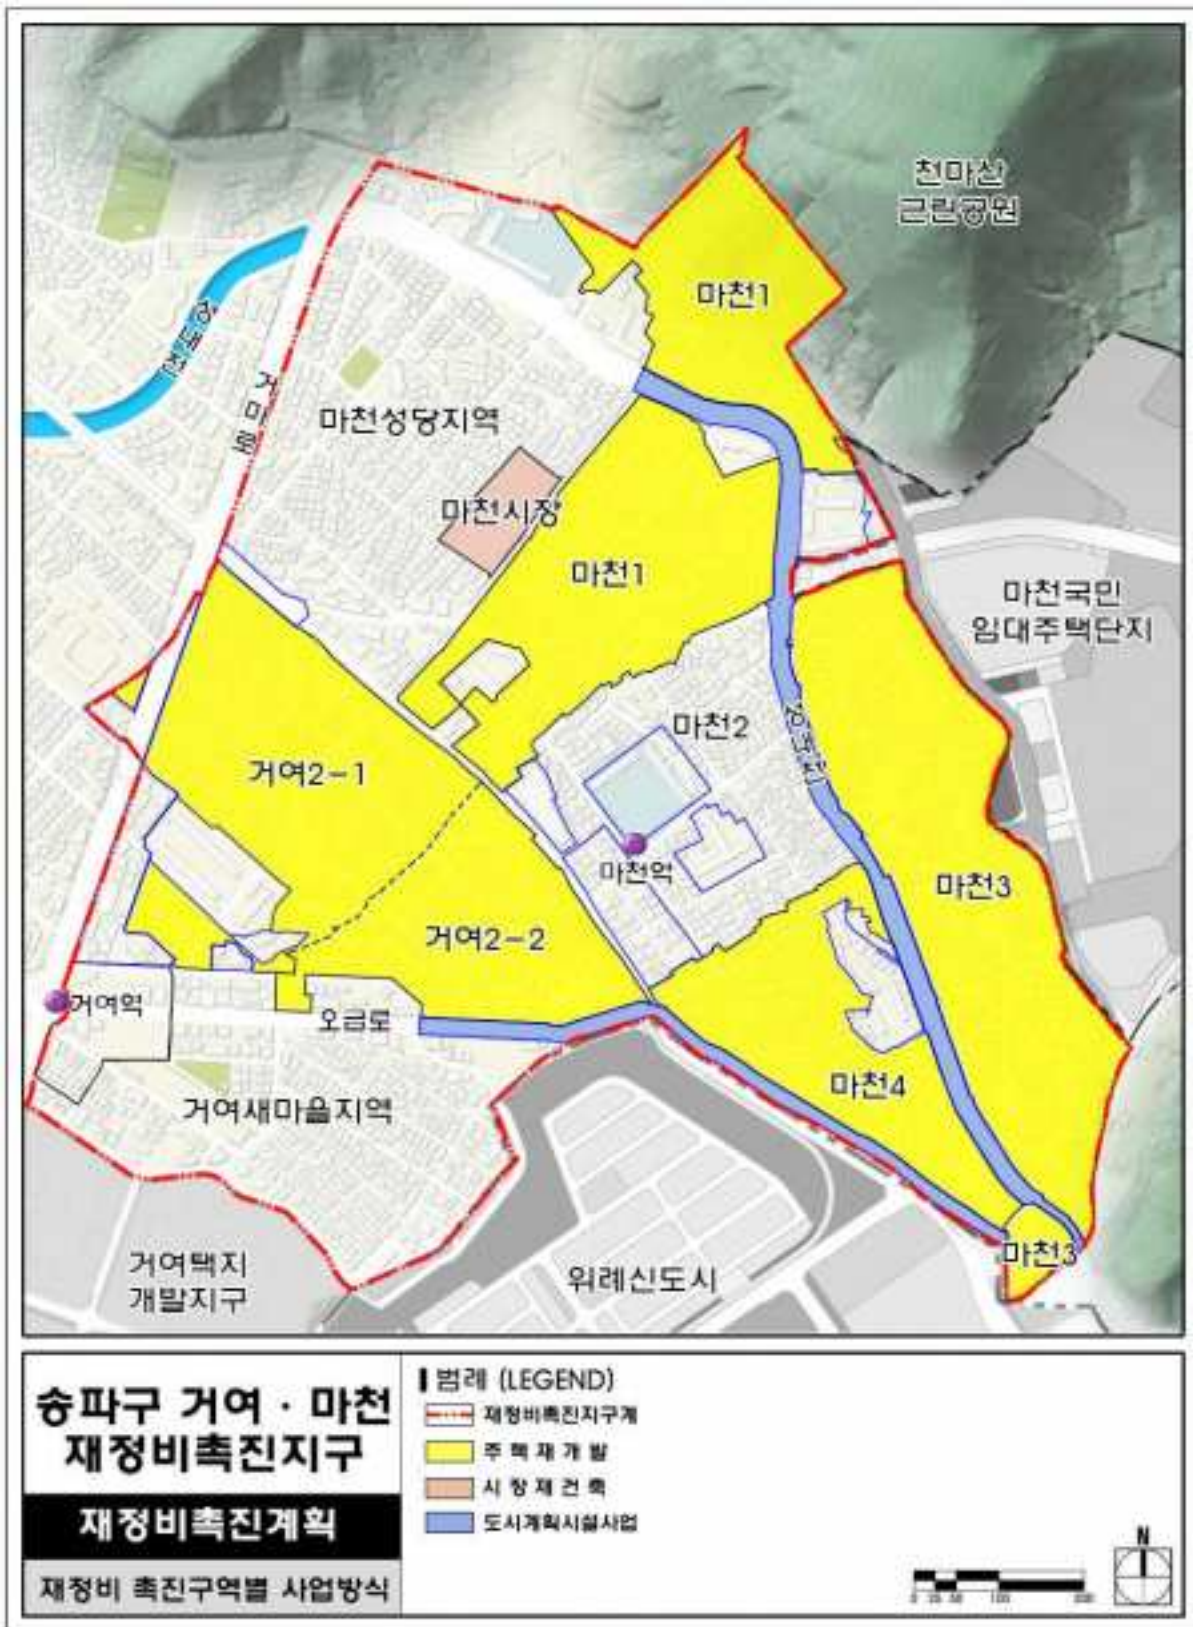 천마산
근린공원
마천1
성내천
거마로
마천성당지역
마천시장
마천1
마천국민
임대주택단지
마천2
거여2-1
마천역
마천3
거여2-2
거여역
오금로
마천4
거여새마을지역
마천3
거여택지
개발지구
위례신도시
송파구 거여·마천
재정비촉진지구
재정비촉진계획
재정비 촉진구역별 사업방식
범례 (LEGEND)
재정비촉진지구계
주택재개발
시장재건축
도시계획시설사업
N